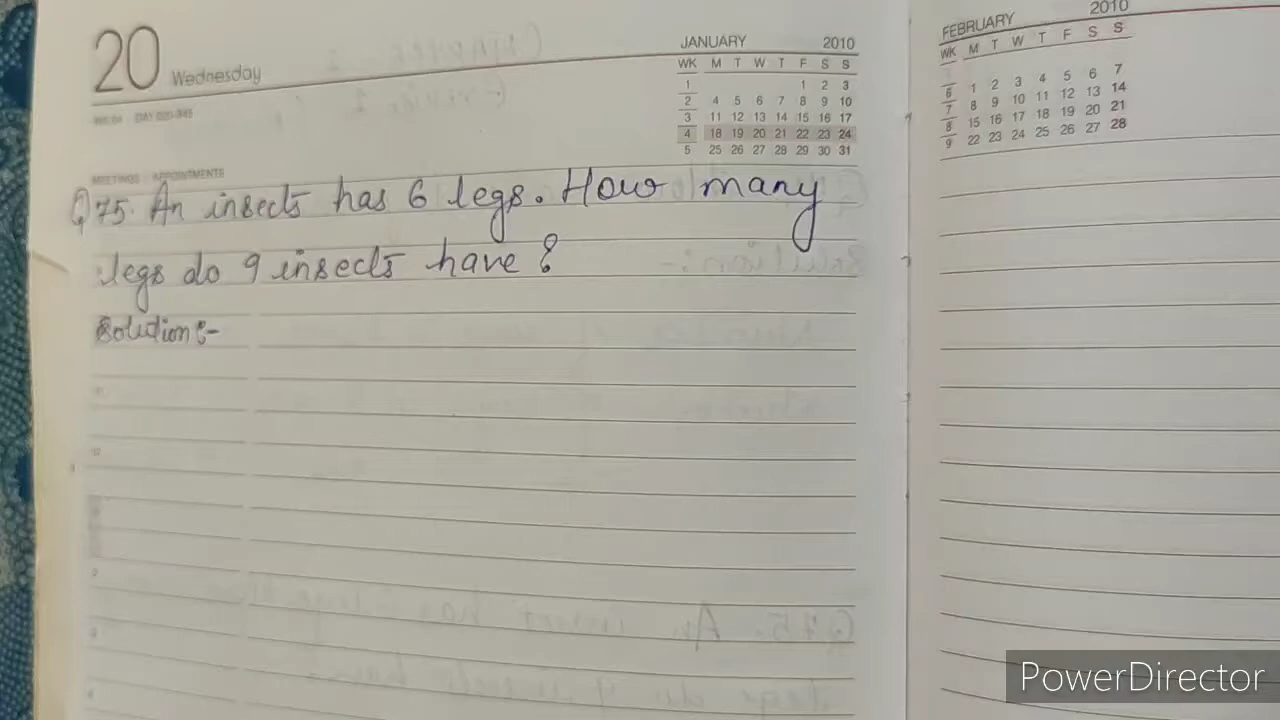 20 Wednesday
JANUARY 2010
WK M T W T F S S
1 1 2 3
2 4 5 6 7 8 9 10
3 11 12 13 14 15 16 17
4 18 19 20 21 22 23 24
5 25 26 27 28 29 30 31
MEETINGS / APPOINTMENTS
Q75. An insects has 6 legs. How many
legs do 9 insects have ?
Solution :-
FEBRUARY 2010
WK M T W T F S S
6 1 2 3 4 5 6 7
7 8 9 10 11 12 13 14
8 15 16 17 18 19 20 21
9 22 23 24 25 26 27 28
PowerDirector